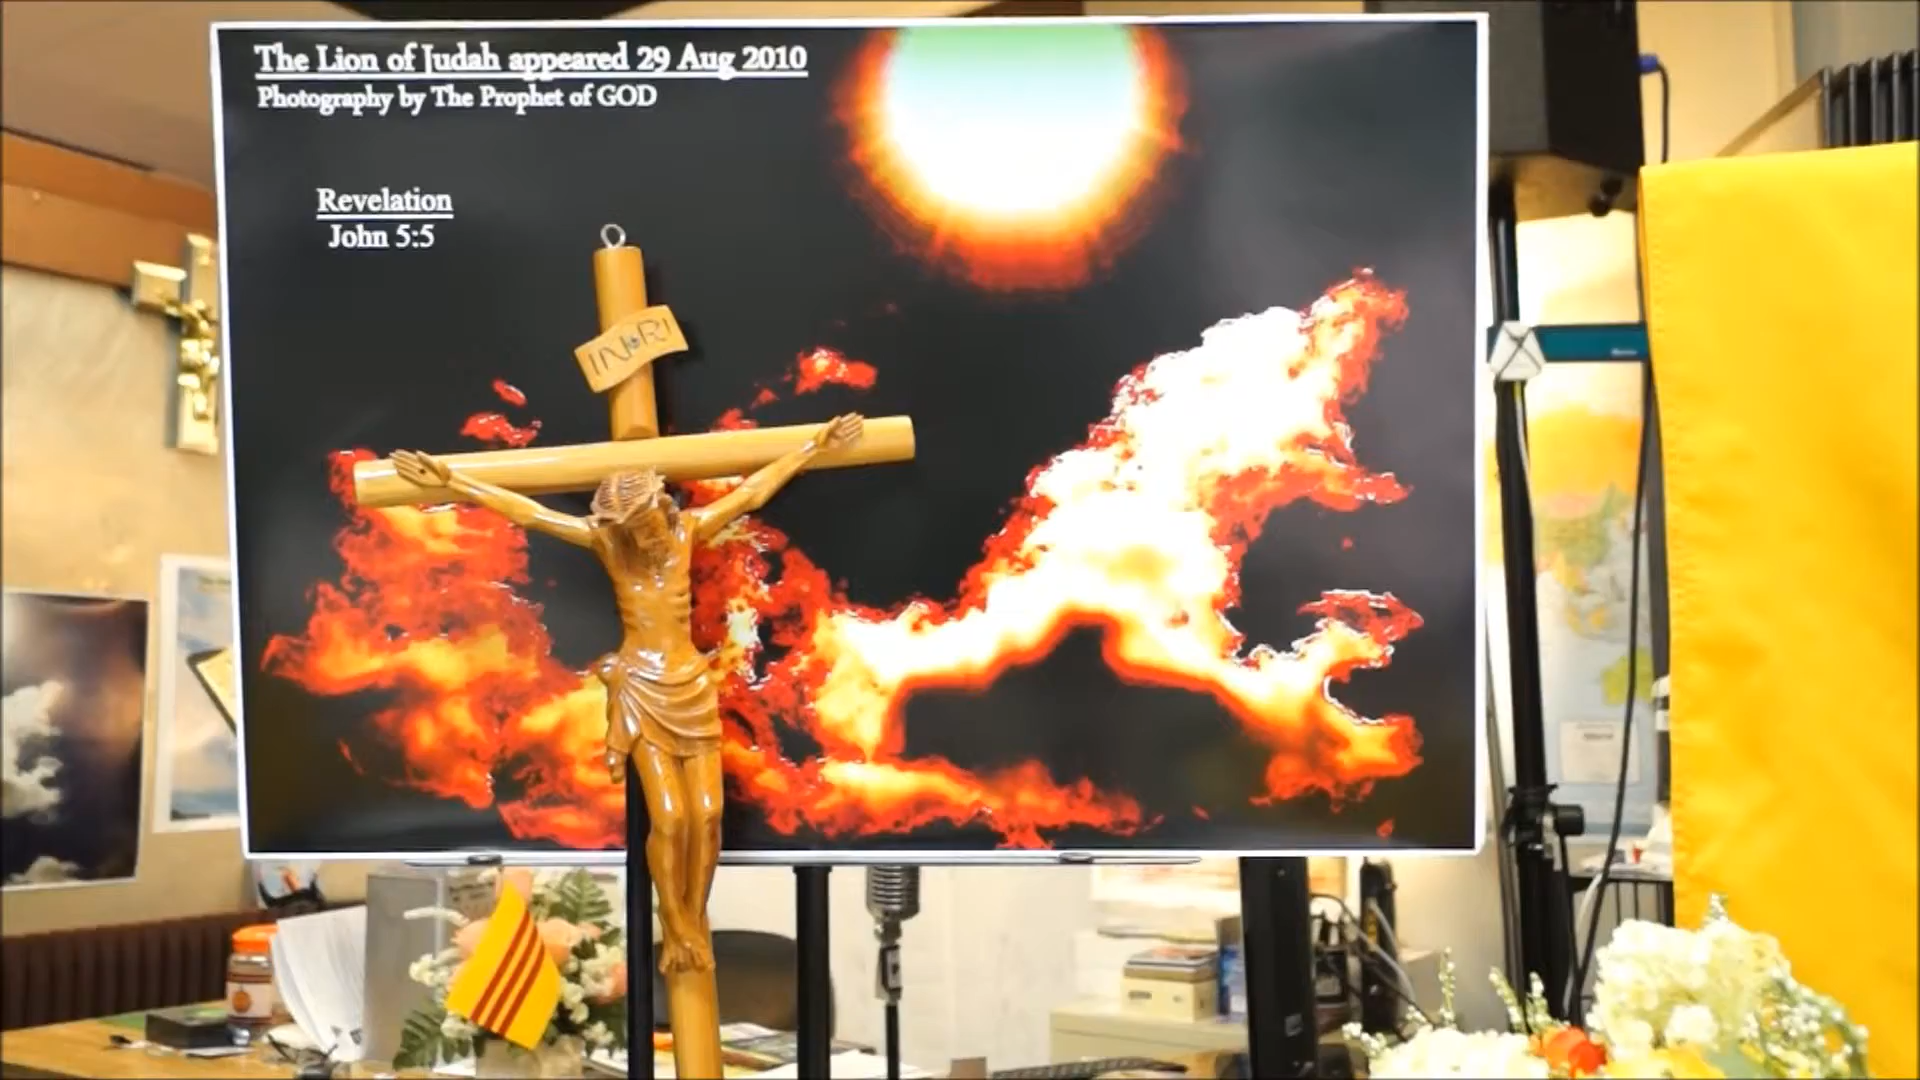 The Lion of Judah appeared 29 Aug 2010
Photography by The Prophet of GOD
Revelation
John 5:5
INRI